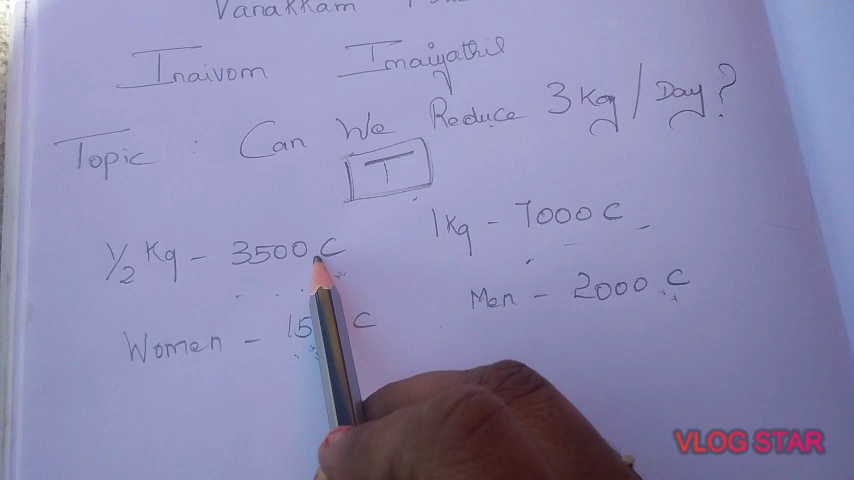 Vanakkam
Inaivom Imaiyathil
Topic : Can We Reduce 3 Kg / Day?
T
1/2 Kg - 3500 C
1 Kg - 7000 C -
Women - 15 C
Men - 2000 C
VLOG STAR